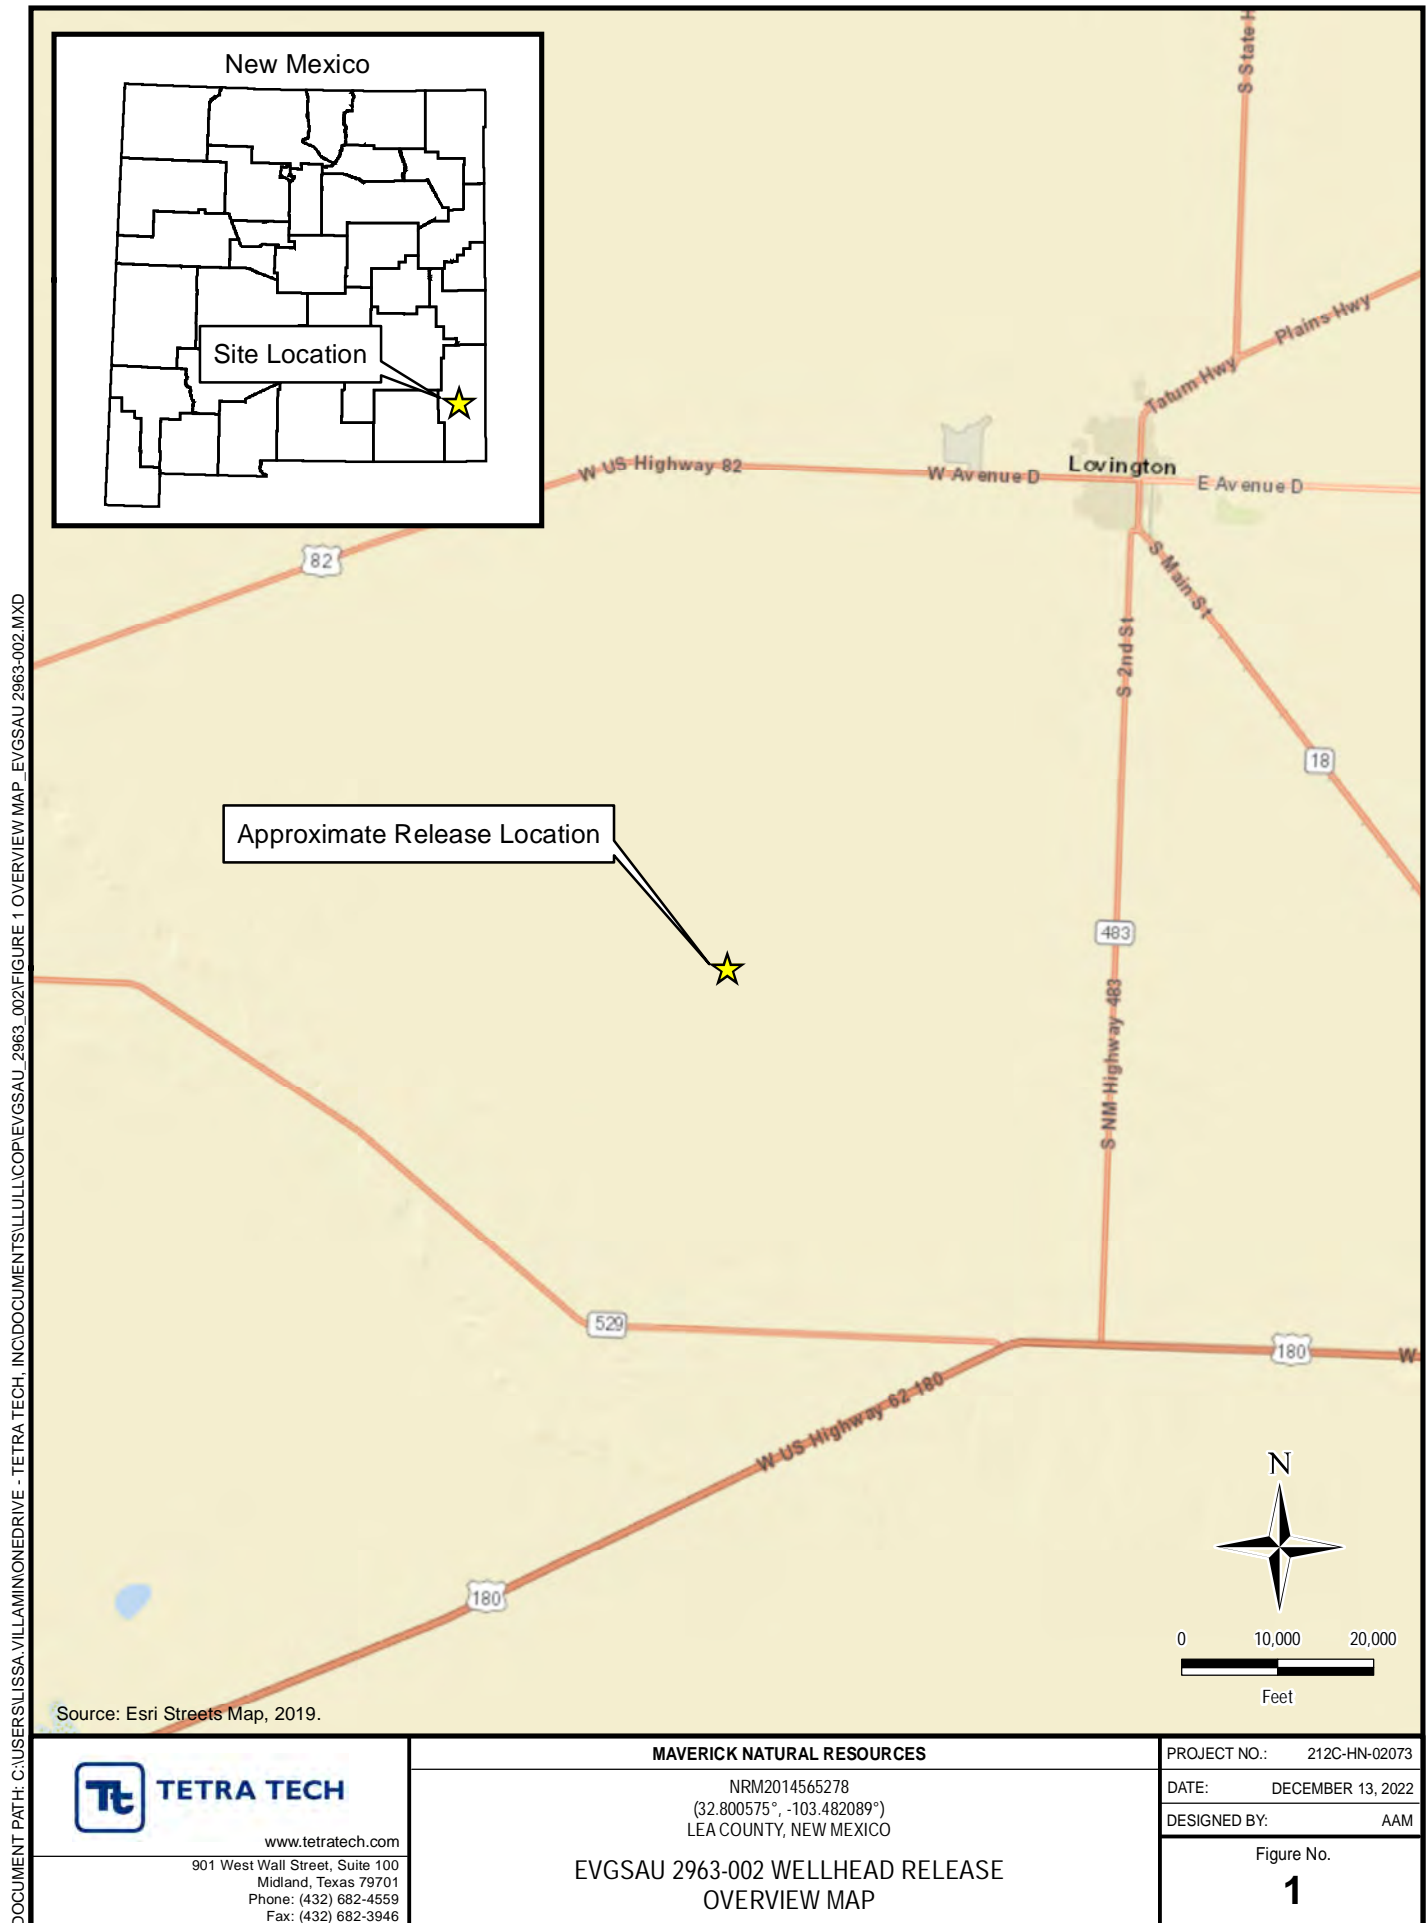 New Mexico
Site Location
S State H
Plains Hwy
Tatum Hwy
W US Highway 82
W Avenue D
Lovington
E Avenue D
82
S Main St
S 2nd St
18
Approximate Release Location
483
S NM Highway 483
529
180
W
W US Highway 62 180
180
N
0 10,000 20,000
Feet
Source: Esri Streets Map, 2019.
DOCUMENT PATH: C:\USERS\LISSA.VILLAMIN\ONEDRIVE - TETRA TECH, INC\DOCUMENTS\LLULL\COP\EVGSAU_2963_002\FIGURE 1 OVERVIEW MAP_EVGSAU 2963-002.MXD
Tt TETRA TECH
www.tetratech.com
901 West Wall Street, Suite 100
Midland, Texas 79701
Phone: (432) 682-4559
Fax: (432) 682-3946
MAVERICK NATURAL RESOURCES
NRM2014565278
(32.800575°, -103.482089°)
LEA COUNTY, NEW MEXICO
EVGSAU 2963-002 WELLHEAD RELEASE
OVERVIEW MAP
PROJECT NO.: 212C-HN-02073
DATE: DECEMBER 13, 2022
DESIGNED BY: AAM
Figure No.
1